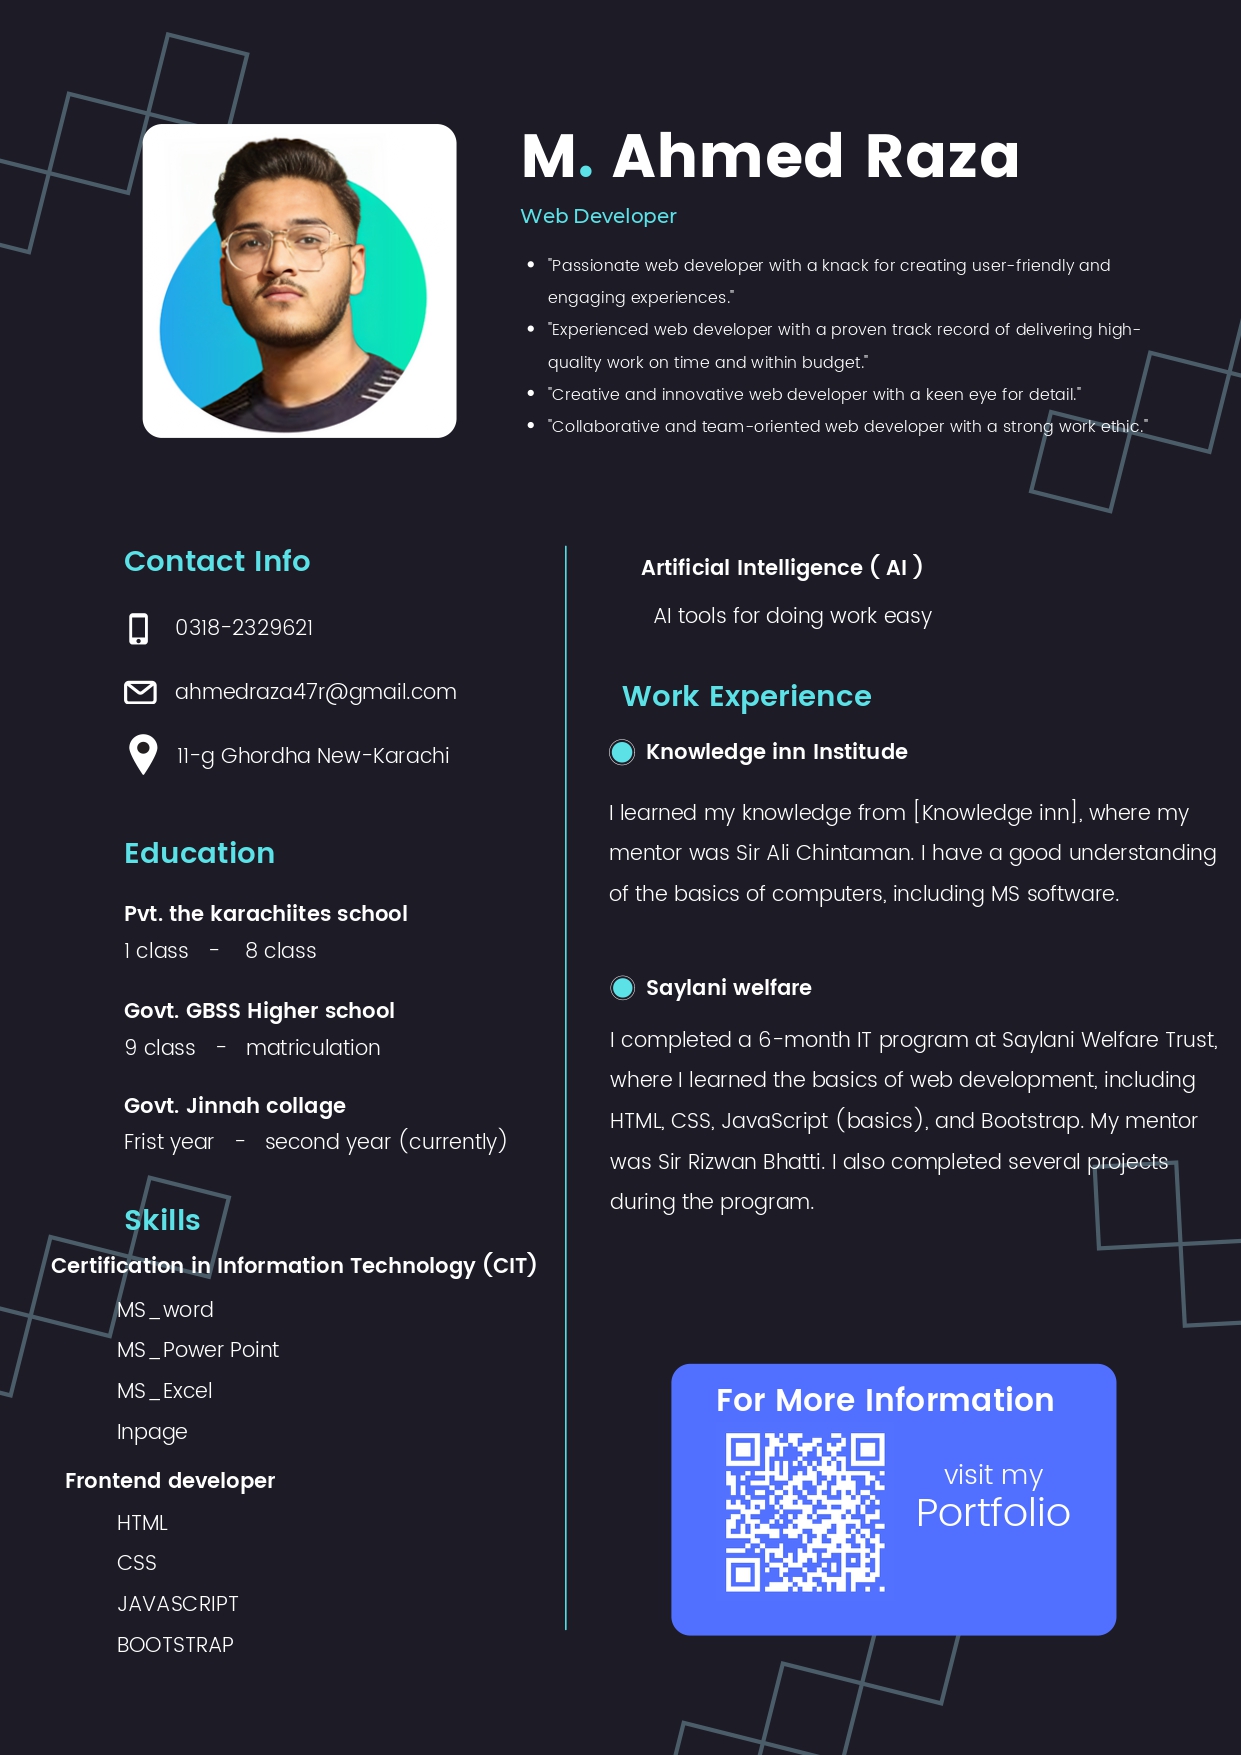 M. Ahmed Raza
Web Developer
• "Passionate web developer with a knack for creating user-friendly and
engaging experiences."
• "Experienced web developer with a proven track record of delivering high-
quality work on time and within budget."
• "Creative and innovative web developer with a keen eye for detail."
• "Collaborative and team-oriented web developer with a strong work ethic."
Contact Info
0318-2329621
ahmedraza47r@gmail.com
11-g Ghordha New-Karachi
Education
Pvt. the karachiites school
1 class - 8 class
Govt. GBSS Higher school
9 class - matriculation
Govt. Jinnah collage
Frist year - second year (currently)
Skills
Certification in Information Technology (CIT)
MS_word
MS_Power Point
MS_Excel
Inpage
Frontend developer
HTML
CSS
JAVASCRIPT
BOOTSTRAP
Artificial Intelligence ( AI )
AI tools for doing work easy
Work Experience
Knowledge inn Institude
I learned my knowledge from [Knowledge inn], where my
mentor was Sir Ali Chintaman. I have a good understanding
of the basics of computers, including MS software.
Saylani welfare
I completed a 6-month IT program at Saylani Welfare Trust,
where I learned the basics of web development, including
HTML, CSS, JavaScript (basics), and Bootstrap. My mentor
was Sir Rizwan Bhatti. I also completed several projects
during the program.
For More Information
visit my
Portfolio